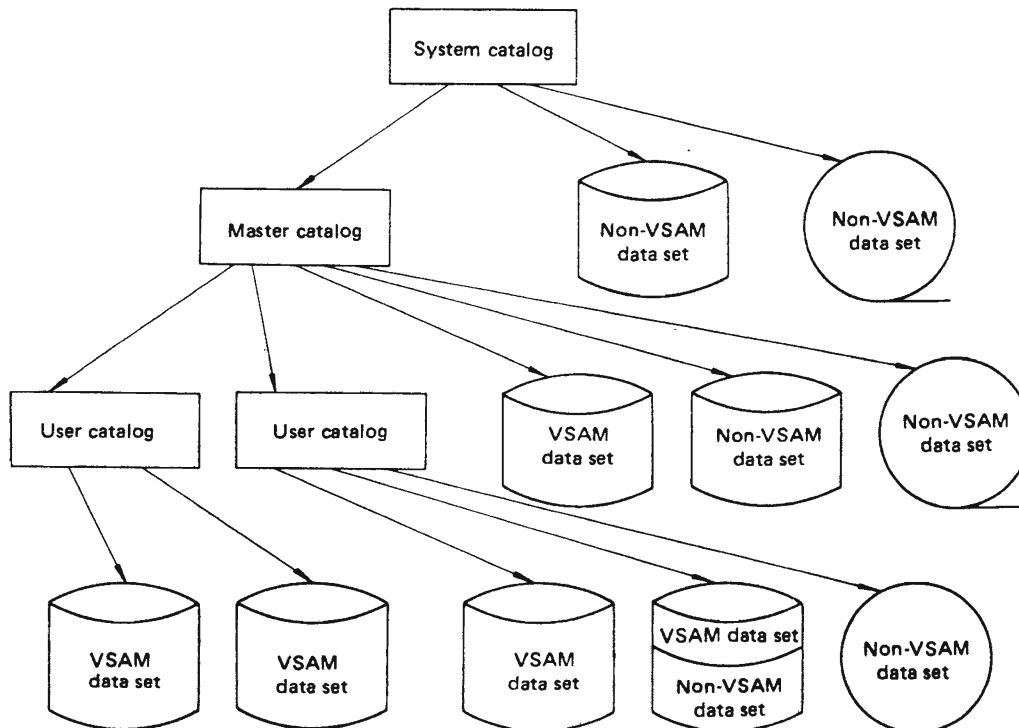 System catalog
Master catalog
Non-VSAM
data set
Non-VSAM
data set
User catalog
User catalog
VSAM
data set
Non-VSAM
data set
Non-VSAM
data set
VSAM
data set
VSAM
data set
VSAM
data set
VSAM data set
Non-VSAM
data set
Non-VSAM
data set